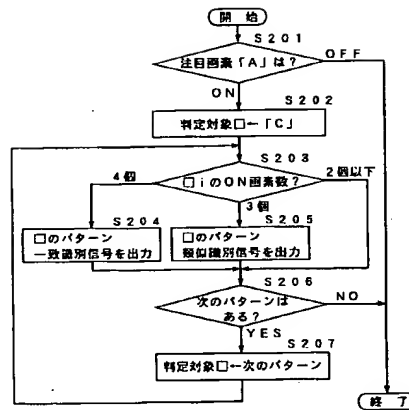 開 始
S201
注目画素「A」は?
OFF
ON
S202
判定対象□←「C」
S203
□iのON画素数?
4個
3個
2個以下
S204
□のパターン
一致識別信号を出力
S205
□のパターン
類似識別信号を出力
S206
次のパターンは
ある?
NO
YES
S207
判定対象□←次のパターン
終 了